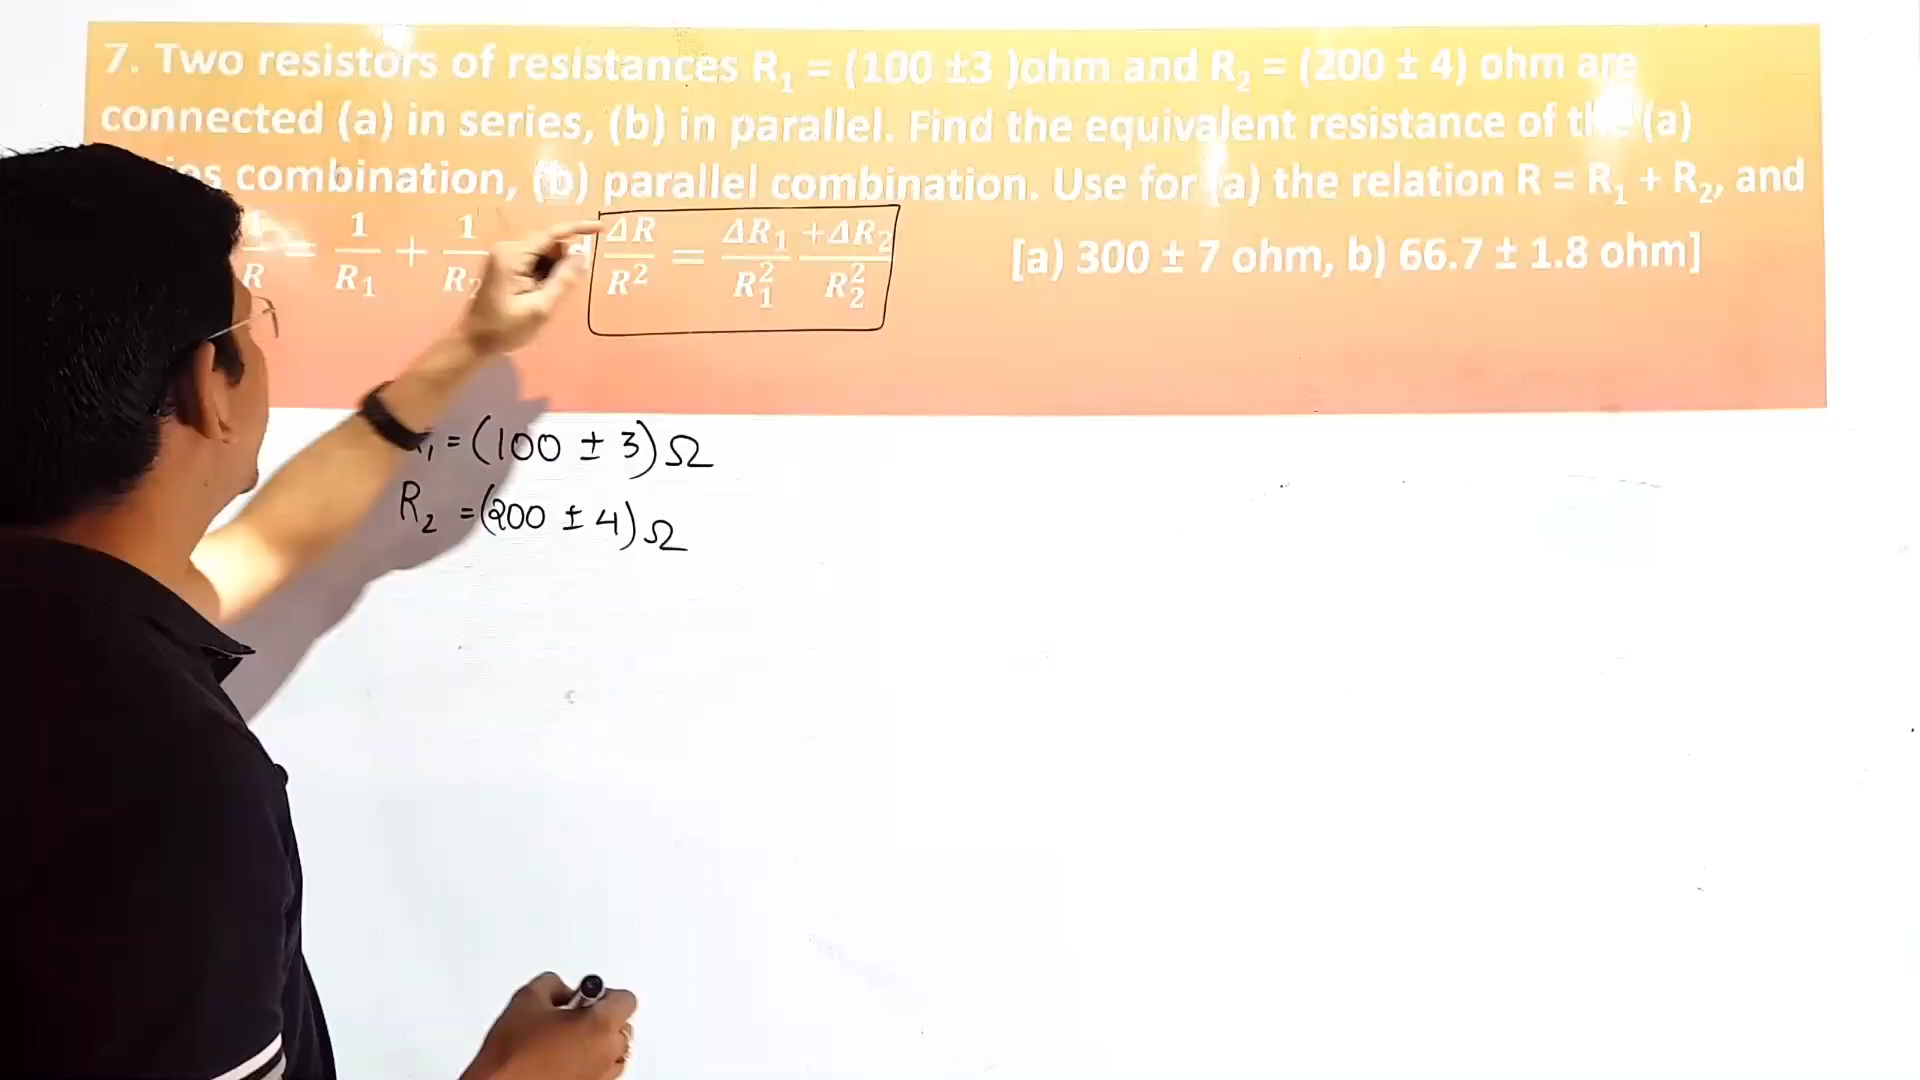 7. Two resistors of resistances R₁ = (100 ±3 )ohm and R₂ = (200 ± 4) ohm are
connected (a) in series, (b) in parallel. Find the equivalent resistance of the (a)
combination, (b) parallel combination. Use for (a) the relation R = R₁ + R₂, and
1/R = 1/R₁ + 1/R₂ ΔR/R² = ΔR₁/R₁² +ΔR₂/R₂² [a) 300 ± 7 ohm, b) 66.7 ± 1.8 ohm]
₁ = (100 ± 3) Ω
R₂ = (200 ± 4) Ω